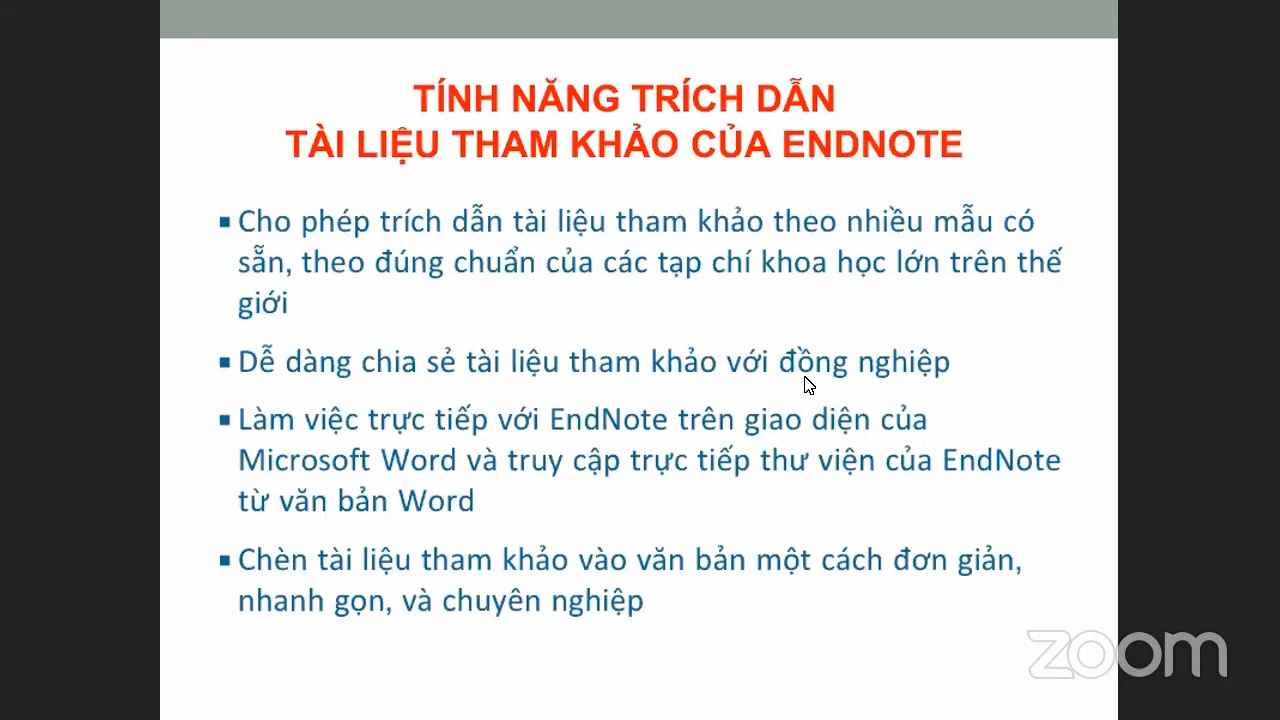 TÍNH NĂNG TRÍCH DẪN
TÀI LIỆU THAM KHẢO CỦA ENDNOTE
▪ Cho phép trích dẫn tài liệu tham khảo theo nhiều mẫu có
sẵn, theo đúng chuẩn của các tạp chí khoa học lớn trên thế
giới
▪ Dễ dàng chia sẻ tài liệu tham khảo với đồng nghiệp
▪ Làm việc trực tiếp với EndNote trên giao diện của
Microsoft Word và truy cập trực tiếp thư viện của EndNote
từ văn bản Word
▪ Chèn tài liệu tham khảo vào văn bản một cách đơn giản,
nhanh gọn, và chuyên nghiệp
zoom